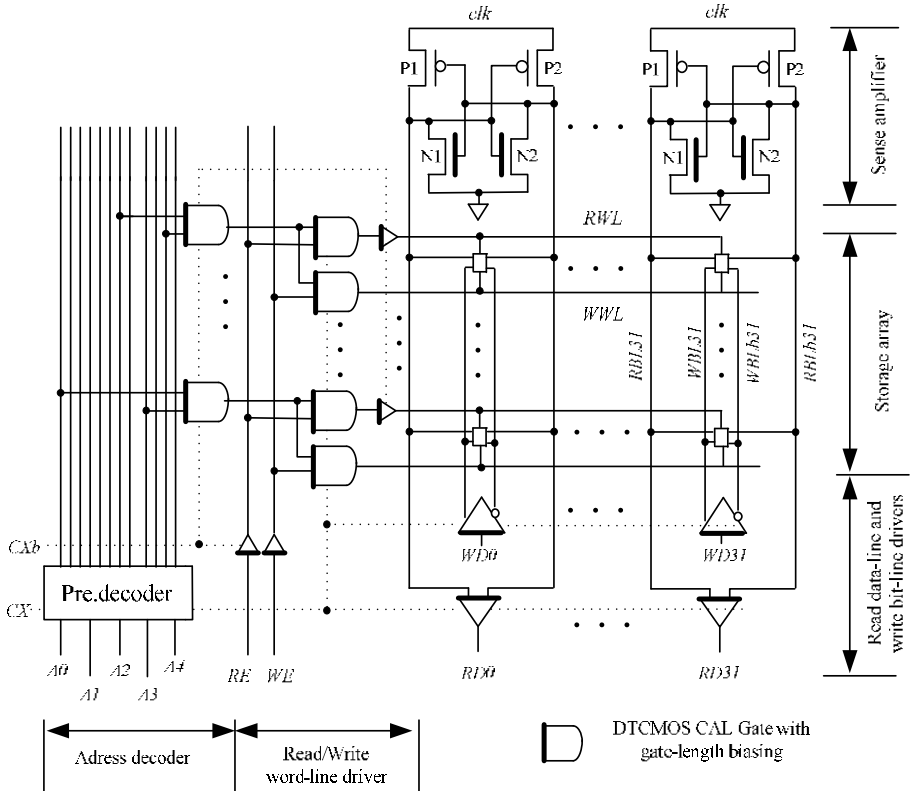 clk clk
P1 P2 P1 P2
N1 N2 N1 N2
Sense amplifier
RWL
WWL
RBL31
WBL31
WBLb31
RBLb31
Storage array
CXb
WD0 WD31
Pre.decoder
CX
Read data-line and
write bit-line drivers
A0 A1 A2 A3 A4 RE WE RD0 RD31
Adress decoder
Read/Write
word-line driver
DTCMOS CAL Gate with
gate-length biasing